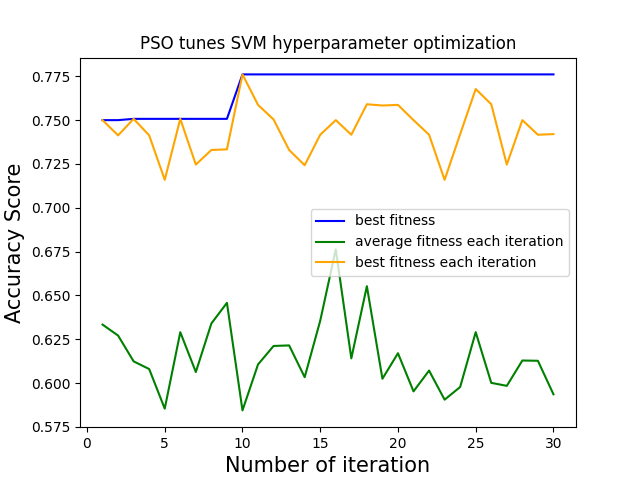 PSO tunes SVM hyperparameter optimization
0.775
0.750
0.725
0.700
0.675
0.650
0.625
0.600
0.575
Accuracy Score
best fitness
average fitness each iteration
best fitness each iteration
0 5 10 15 20 25 30
Number of iteration